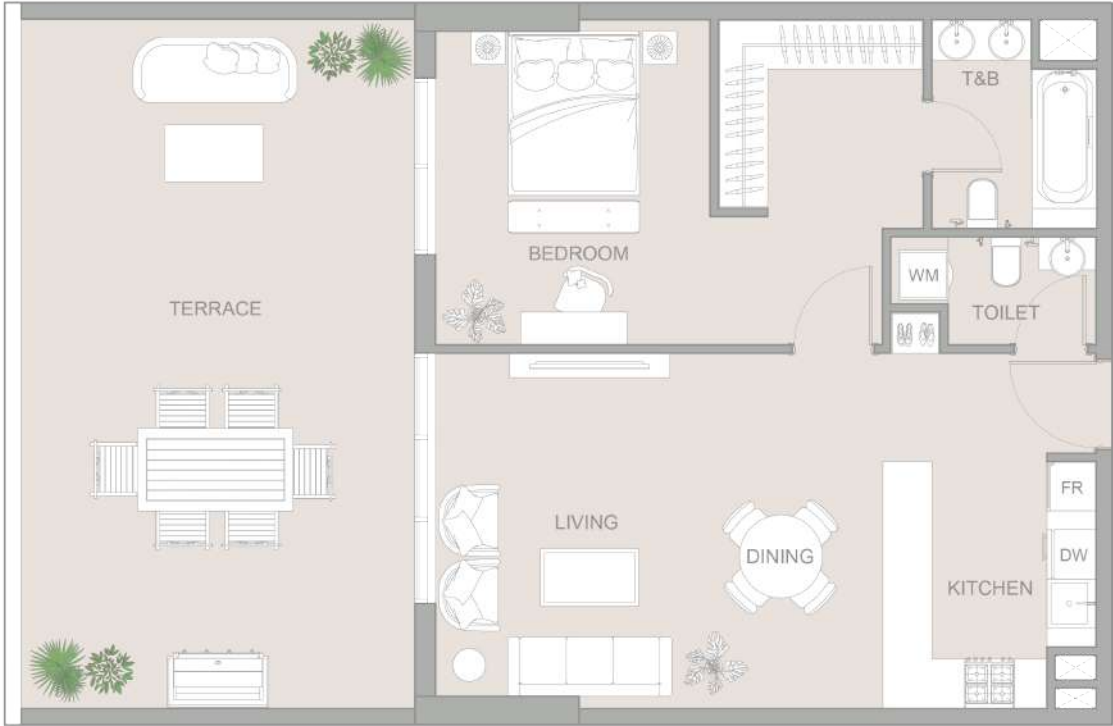 T&B
BEDROOM
WM
TERRACE
TOILET
FR
LIVING
DINING
DW
KITCHEN